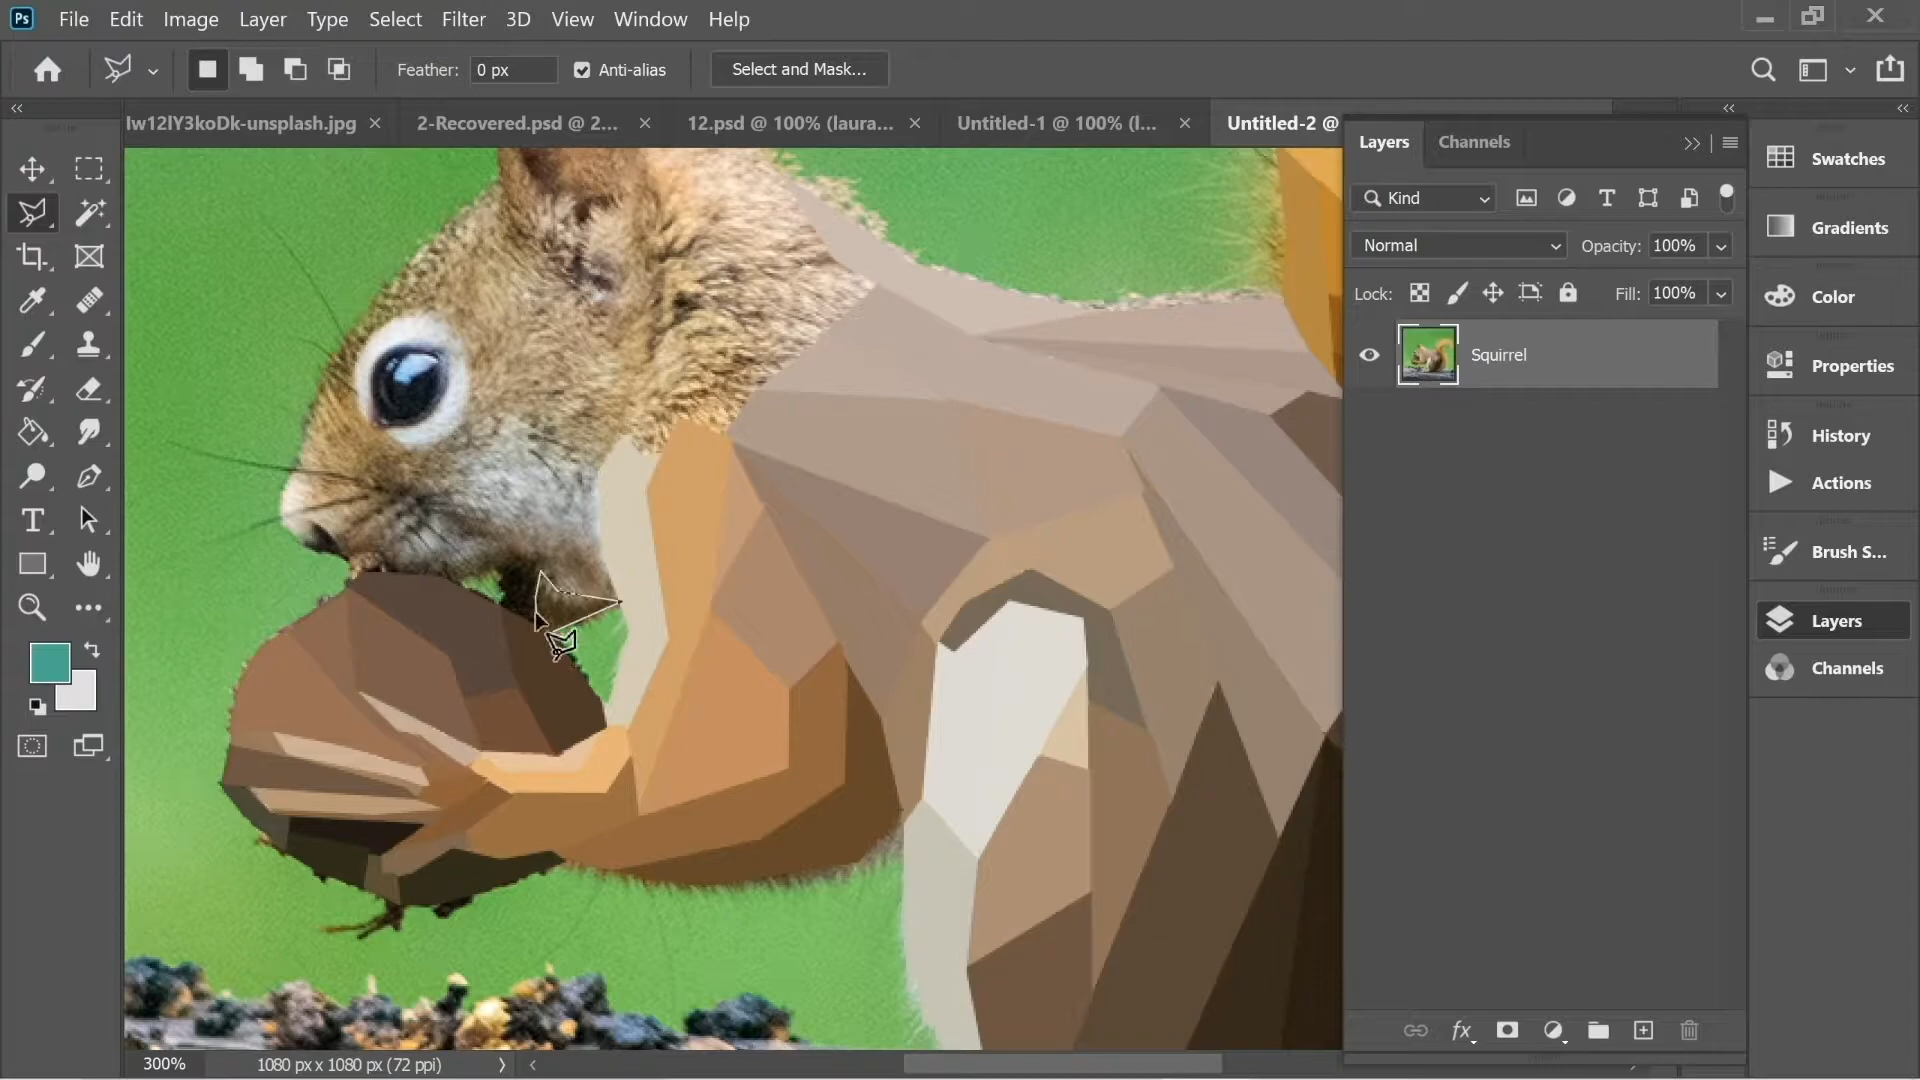 Ps File Edit Image Layer Type Select Filter 3D View Window Help
Feather: 0 px Anti-alias Select and Mask...
Iw12lY3koDk-unsplash.jpg 2-Recovered.psd @ 2... 12.psd @ 100% (laura... Untitled-1 @ 100% (l... Untitled-2 @
Layers Channels
Kind
Normal Opacity: 100%
Lock: Fill: 100%
Squirrel
Swatches
Gradients
Color
Properties
History
Actions
Brush S...
Layers
Channels
300% 1080 px x 1080 px (72 ppi)